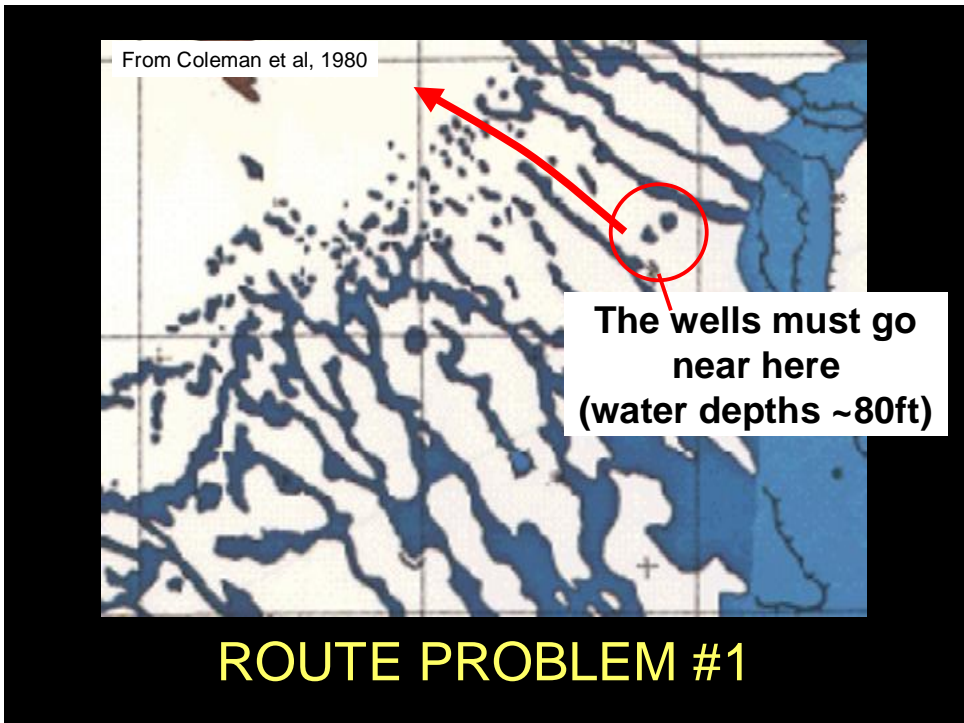 From Coleman et al, 1980
The wells must go
near here
(water depths ~80ft)
ROUTE PROBLEM #1